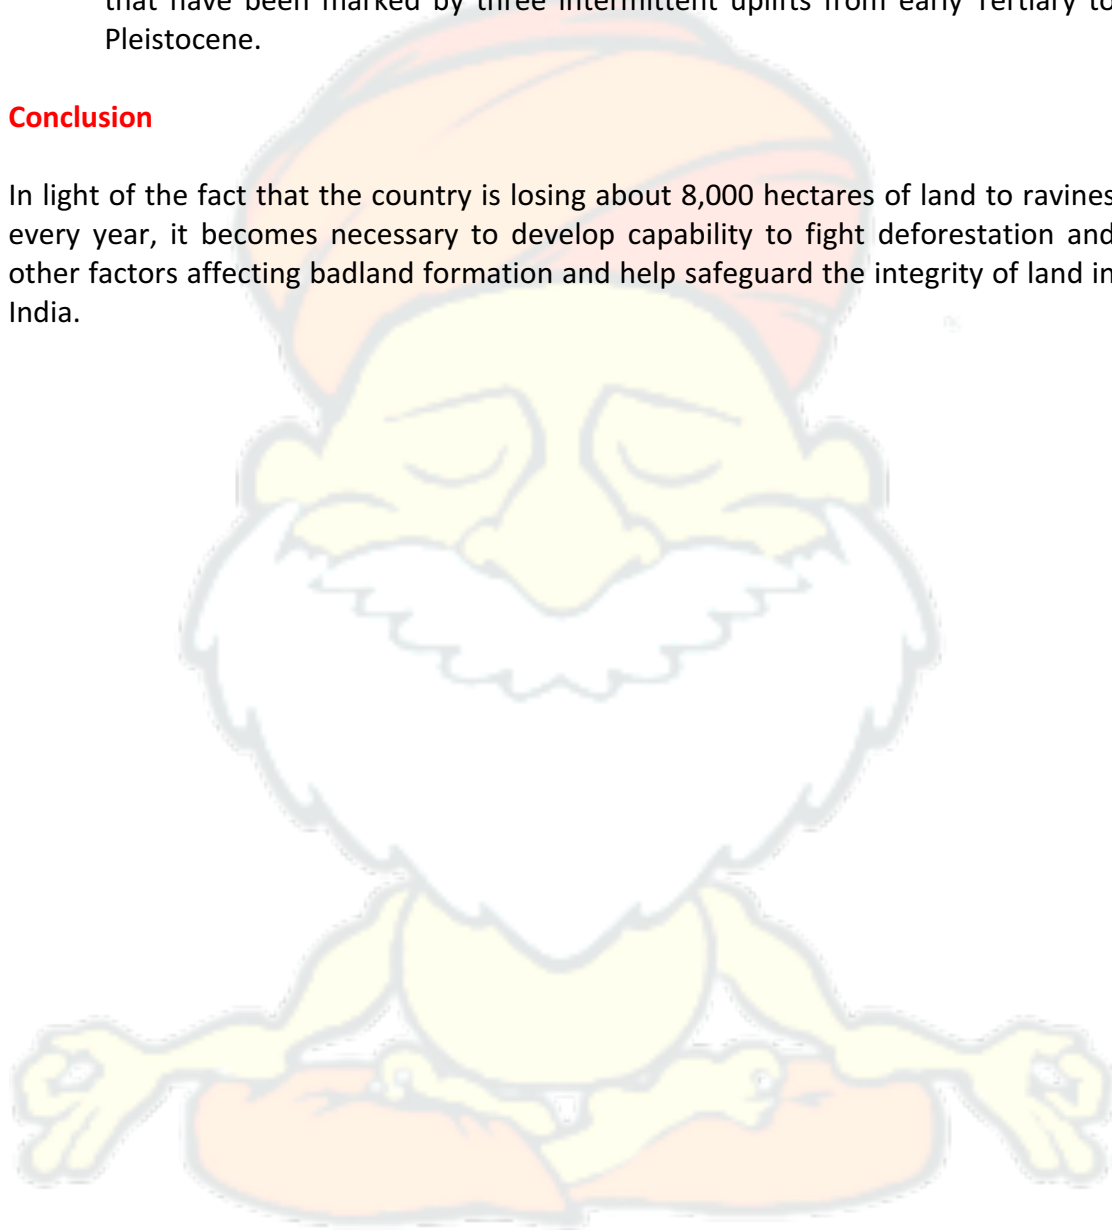 that have been marked by three intermittent uplifts from early Tertiary to
Pleistocene.
Conclusion
In light of the fact that the country is losing about 8,000 hectares of land to ravines
every year, it becomes necessary to develop capability to fight deforestation and
other factors affecting badland formation and help safeguard the integrity of land in
India.